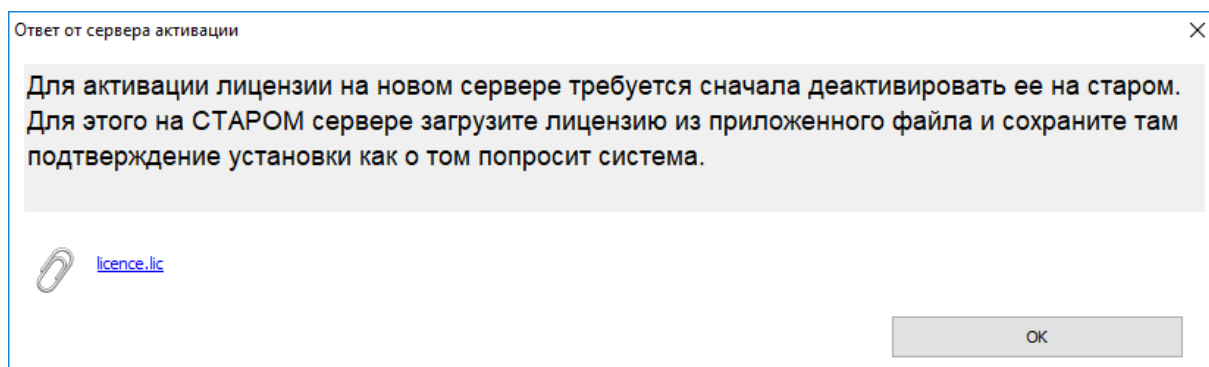 Ответ от сервера активации
Для активации лицензии на новом сервере требуется сначала деактивировать ее на старом.
Для этого на СТАРОМ сервере загрузите лицензию из приложенного файла и сохраните там
подтверждение установки как о том попросит система.
licence.lic
ОК